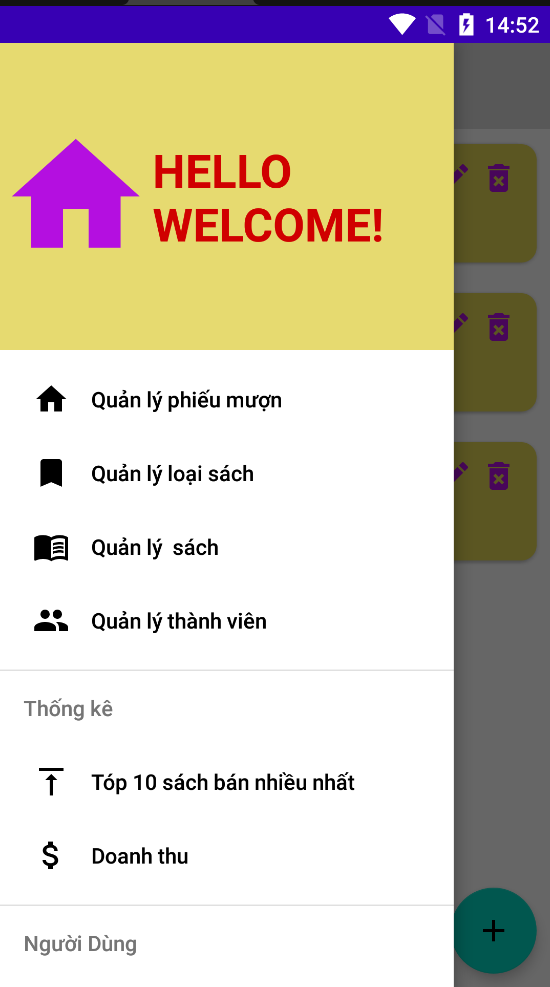 14:52
HELLO
WELCOME!
Quản lý phiếu mượn
Quản lý loại sách
Quản lý  sách
Quản lý thành viên
Thống kê
Tóp 10 sách bán nhiều nhất
Doanh thu
Người Dùng